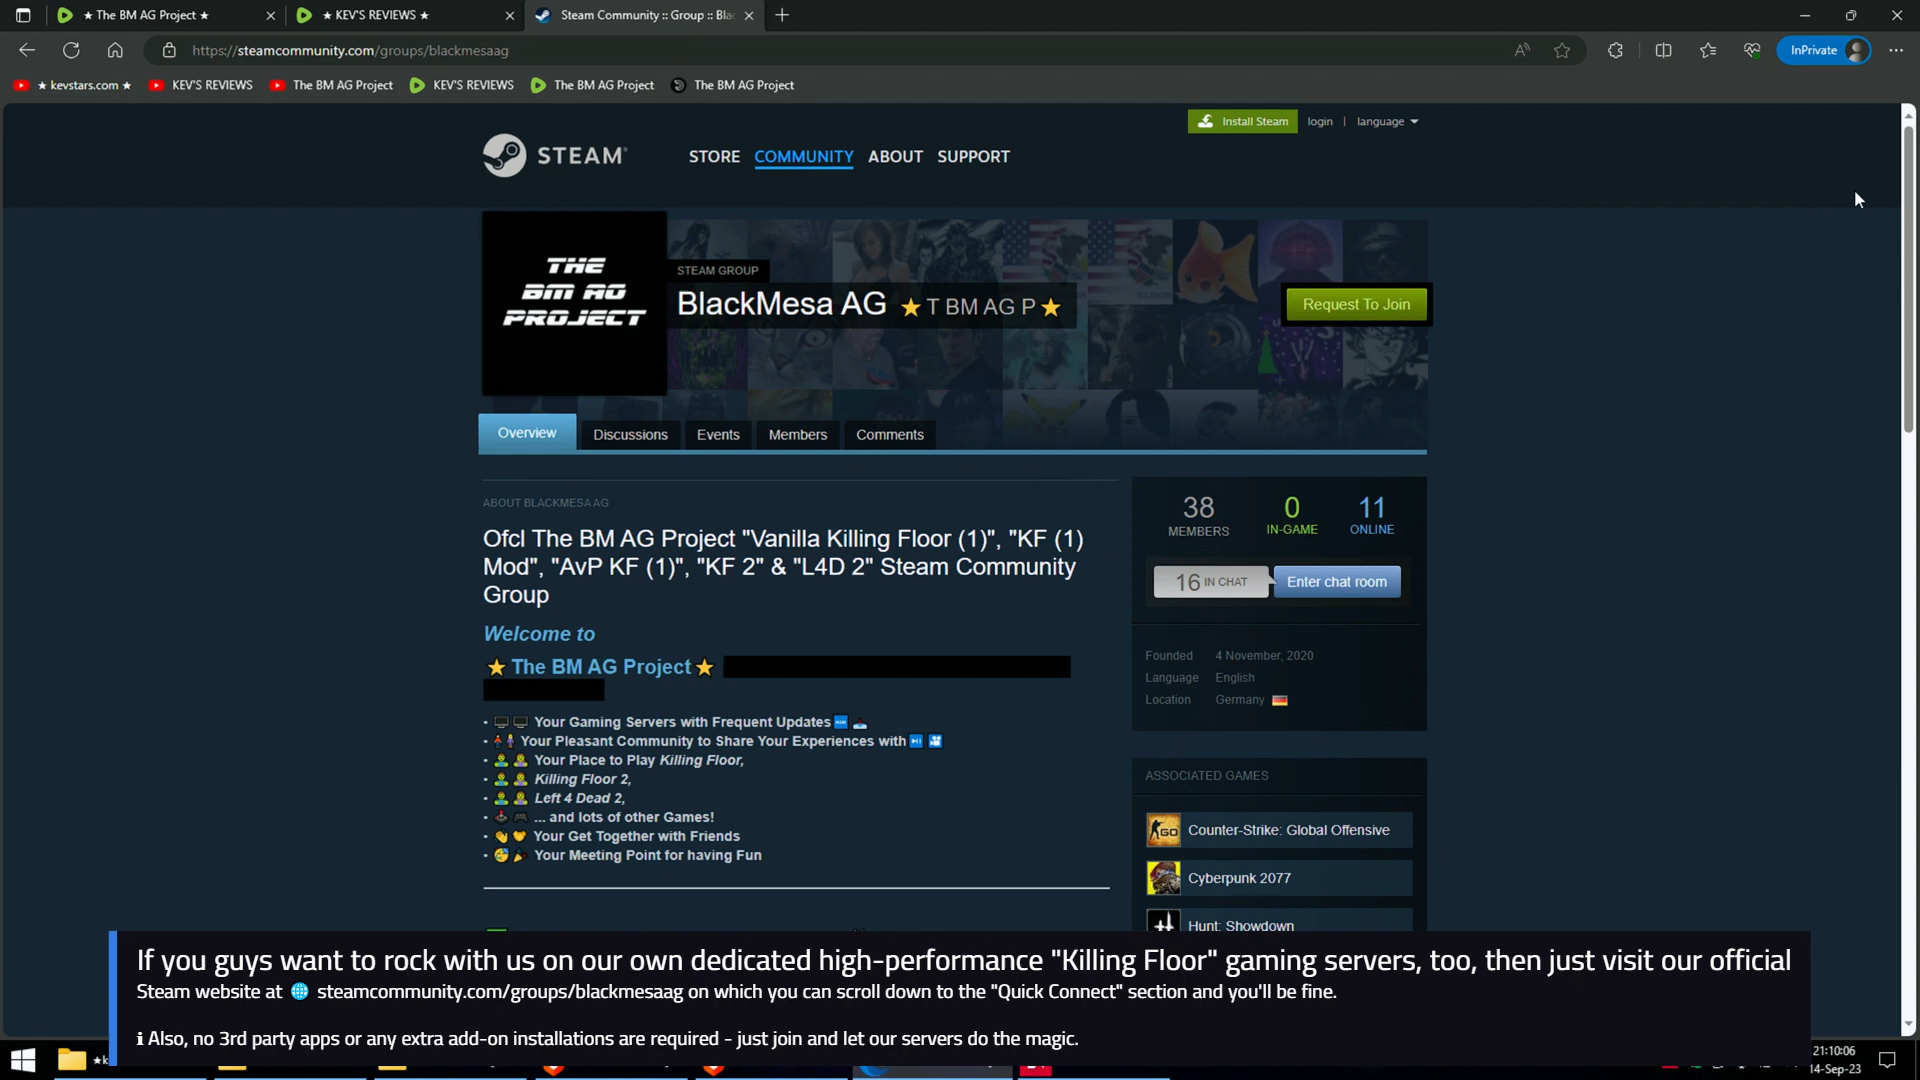 ★ The BM AG Project ★
★ KEV'S REVIEWS ★
Steam Community :: Group :: Bla
https://steamcommunity.com/groups/blackmesaag
InPrivate
★ kevstars.com ★
KEV'S REVIEWS
The BM AG Project
KEV'S REVIEWS
The BM AG Project
The BM AG Project
Install Steam
login | language
STEAM
STORE COMMUNITY ABOUT SUPPORT
THE
BM AG
PROJECT
STEAM GROUP
BlackMesa AG ⭐T BM AG P⭐
Request To Join
Overview Discussions Events Members Comments
ABOUT BLACKMESA AG
Ofcl The BM AG Project "Vanilla Killing Floor (1)", "KF (1)
Mod", "AvP KF (1)", "KF 2" & "L4D 2" Steam Community
Group
Welcome to
⭐The BM AG Project⭐
• Your Gaming Servers with Frequent Updates
• Your Pleasant Community to Share Your Experiences with
• Your Place to Play Killing Floor,
• Killing Floor 2,
• Left 4 Dead 2,
• ... and lots of other Games!
• Your Get Together with Friends
• Your Meeting Point for having Fun
38 0 11
MEMBERS IN-GAME ONLINE
16 IN CHAT Enter chat room
Founded 4 November, 2020
Language English
Location Germany
ASSOCIATED GAMES
Counter-Strike: Global Offensive
Cyberpunk 2077
Hunt: Showdown
If you guys want to rock with us on our own dedicated high-performance "Killing Floor" gaming servers, too, then just visit our official
Steam website at 🌐 steamcommunity.com/groups/blackmesaag on which you can scroll down to the "Quick Connect" section and you'll be fine.
ℹ Also, no 3rd party apps or any extra add-on installations are required - just join and let our servers do the magic.
21:10:06
14-Sep-23